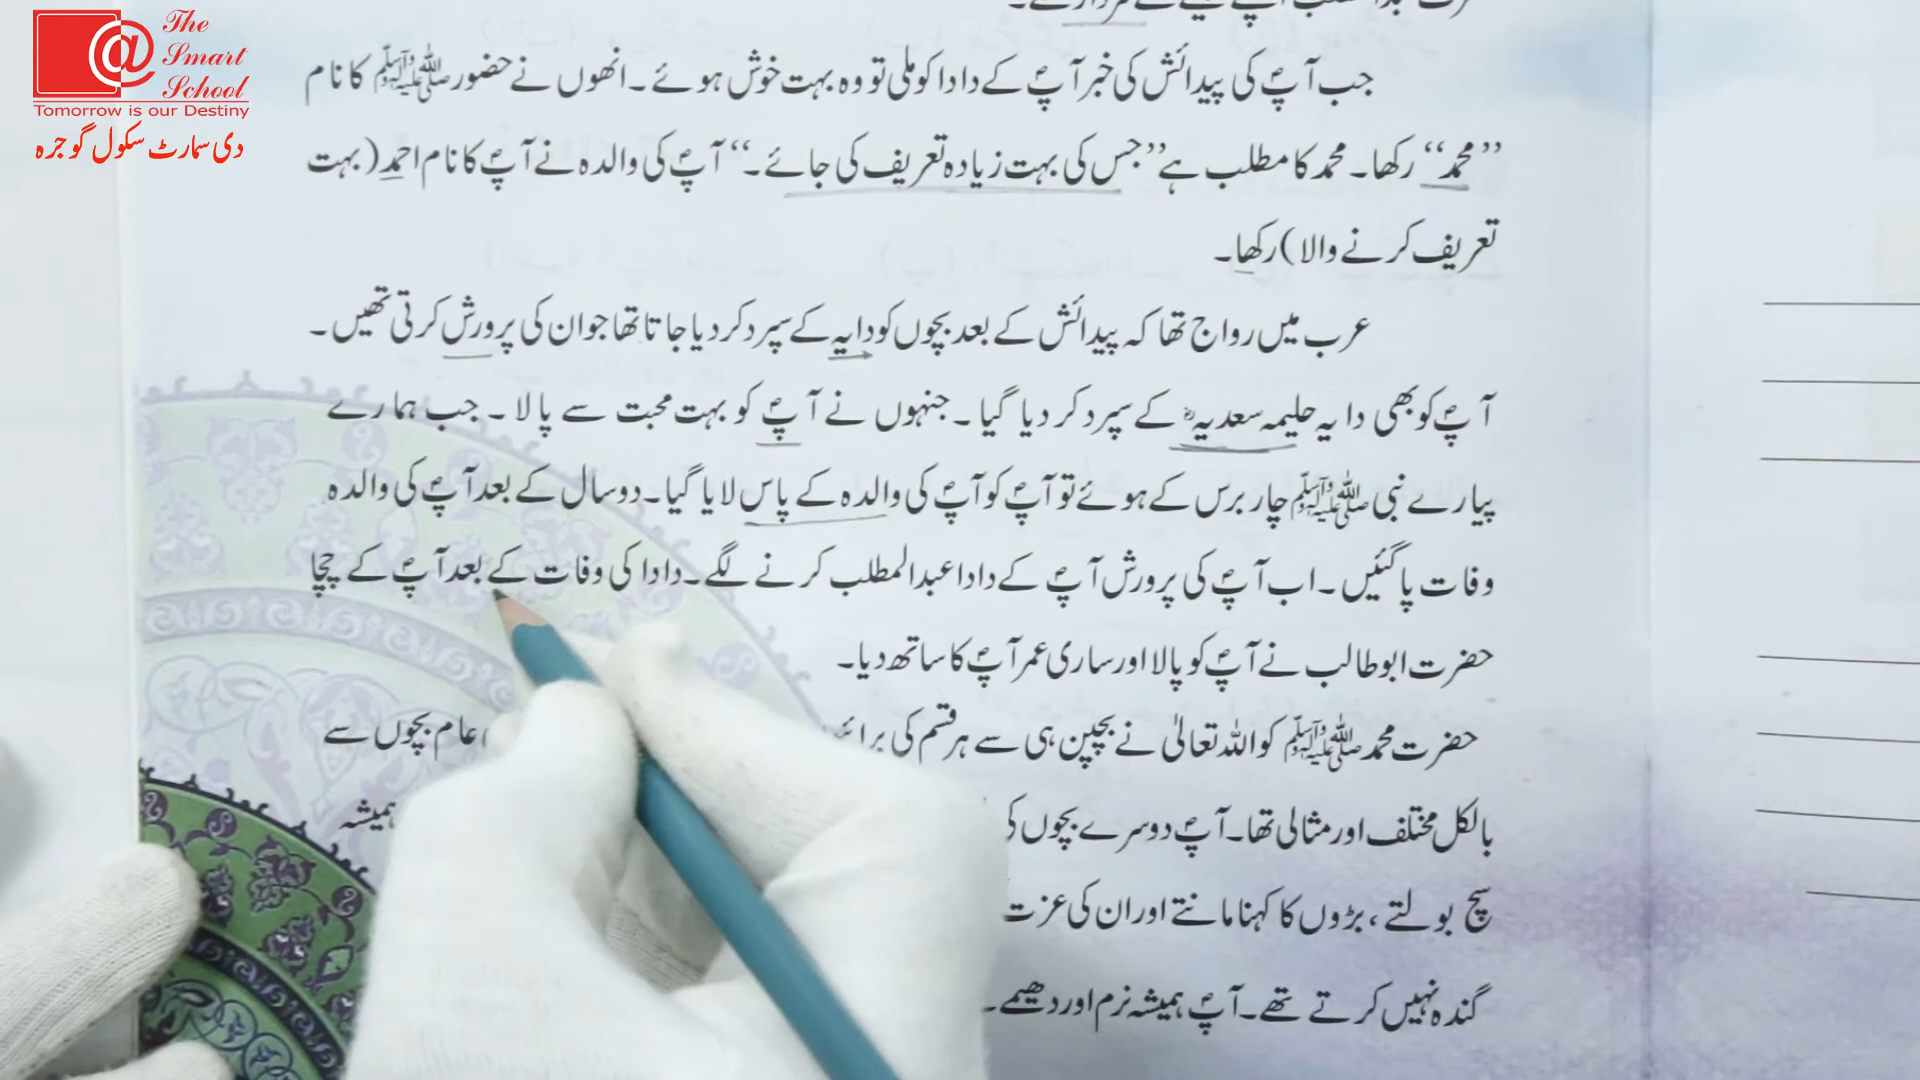 The
Smart
School
Tomorrow is our Destiny
دی سمارٹ سکول گوجرہ
جب آپؐ کی پیدائش کی خبر آپؐ کے دادا کو ملی تو وہ بہت خوش ہوئے۔ انھوں نے حضور ﷺ کا نام
”محمدؐ“ رکھا۔ محمد کا مطلب ہے ”جس کی بہت زیادہ تعریف کی جائے۔“ آپؐ کی والدہ نے آپؐ کا نام احمد (بہت
تعریف کرنے والا) رکھا۔
عرب میں رواج تھا کہ پیدائش کے بعد بچوں کو دایہ کے سپرد کر دیا جاتا تھا جو ان کی پرورش کرتی تھیں۔
آپؐ کو بھی دایہ حلیمہ سعدیہؓ کے سپرد کر دیا گیا۔ جنہوں نے آپؐ کو بہت محبت سے پالا۔ جب ہمارے
پیارے نبی ﷺ چار برس کے ہوئے تو آپؐ کو آپؐ کی والدہ کے پاس لایا گیا۔ دو سال کے بعد آپؐ کی والدہ
وفات پا گئیں۔ اب آپؐ کی پرورش آپؐ کے دادا عبدالمطلب کرنے لگے۔ دادا کی وفات کے بعد آپؐ کے چچا
حضرت ابو طالب نے آپؐ کو پالا اور ساری عمر آپؐ کا ساتھ دیا۔
حضرت محمد ﷺ کو اللہ تعالیٰ نے بچپن ہی سے ہر قسم کی عام بچوں سے
بالکل مختلف اور مثالی تھا۔ آپؐ دوسرے بچوں کی ہمیشہ
سچ بولتے، بڑوں کا کہنا مانتے اور ان کی عزت
گندہ نہیں کرتے تھے۔ آپؐ ہمیشہ نرم اور دھیمے